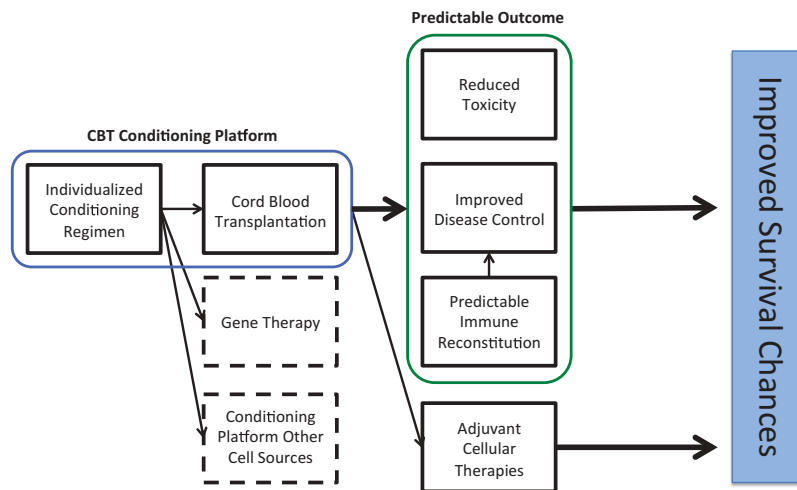 Predictable Outcome
Reduced
Toxicity
CBT Conditioning Platform
Individualized
Conditioning
Regimen
Cord Blood
Transplantation
Improved
Disease Control
Gene Therapy
Predictable
Immune
Reconstitution
Conditioning
Platform Other
Cell Sources
Adjuvant
Cellular
Therapies
Improved Survival Chances